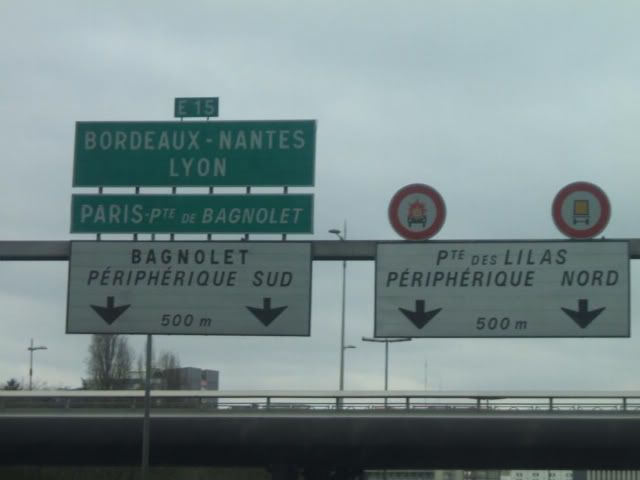 E 15
BORDEAUX - NANTES
LYON
PARIS-PTE DE BAGNOLET
BAGNOLET
PÉRIPHÉRIQUE SUD
500 m
PTE DES LILAS
PÉRIPHÉRIQUE NORD
500 m